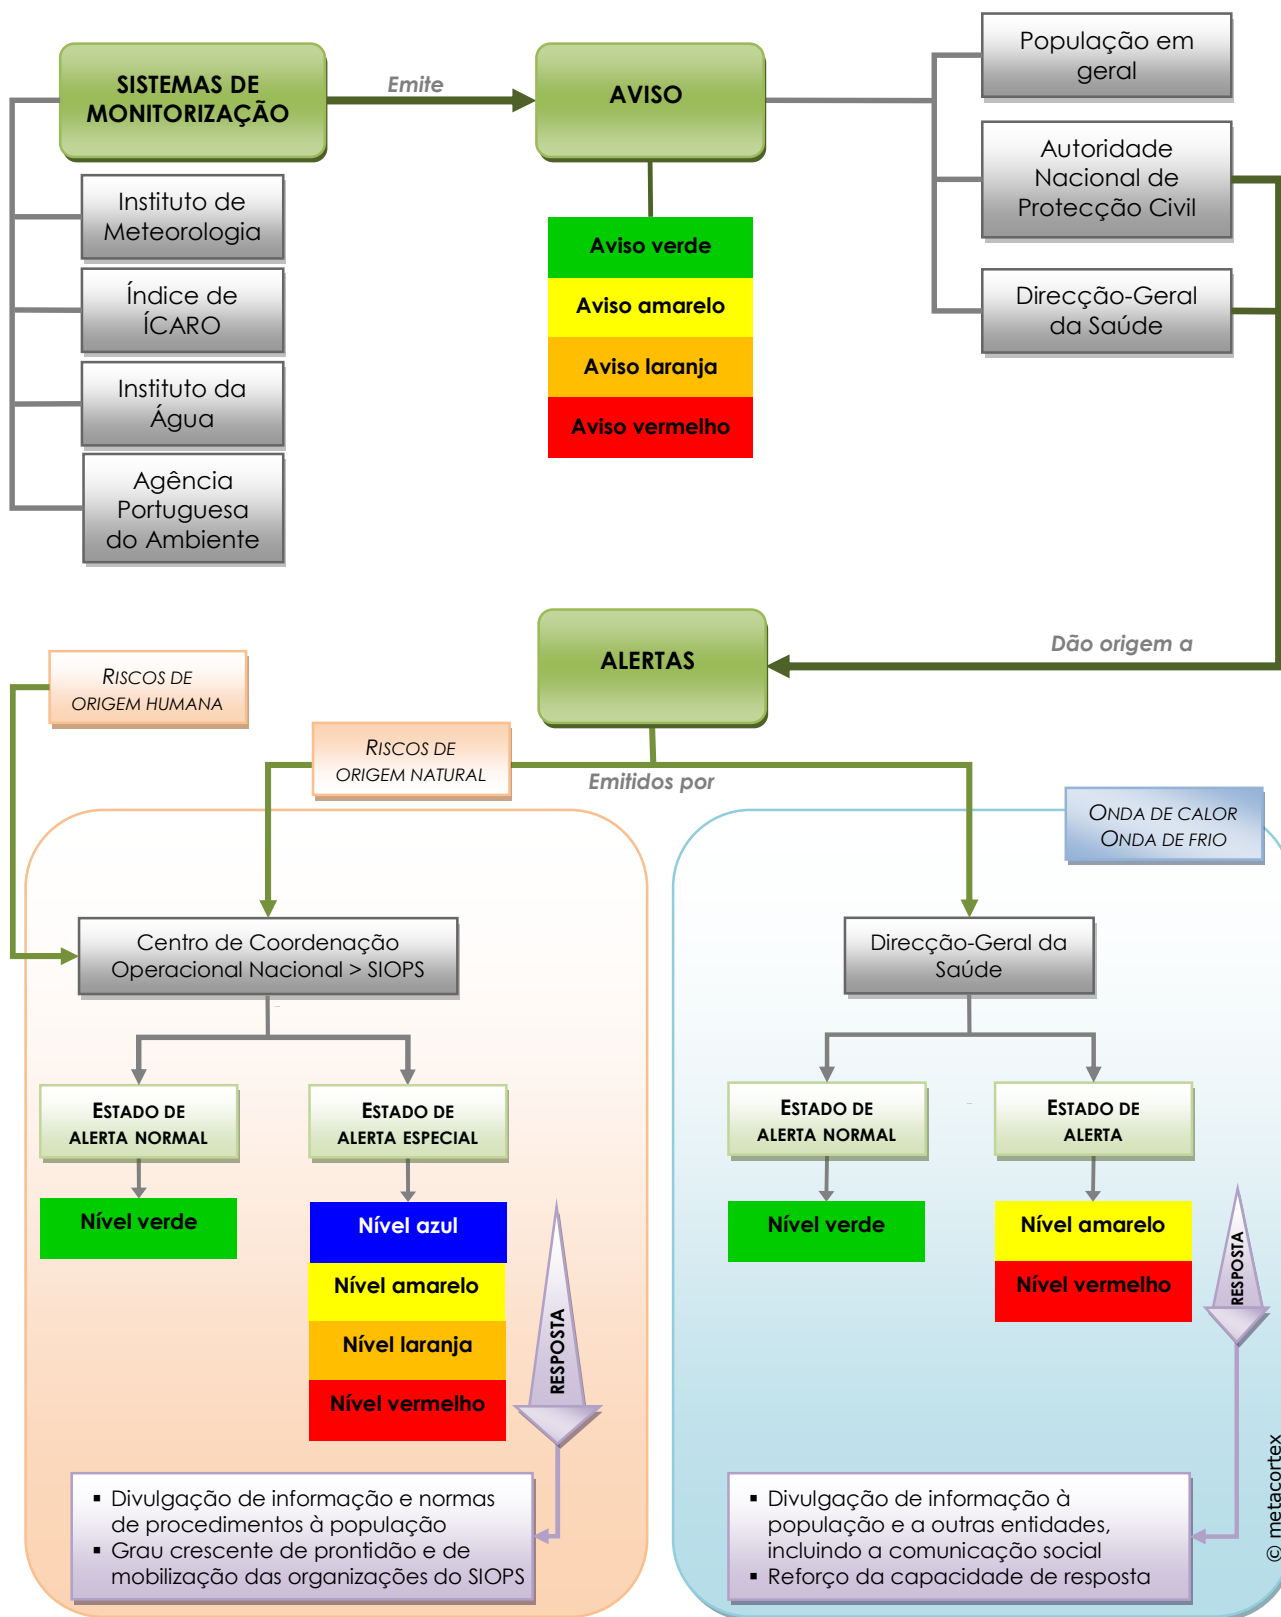 SISTEMAS DE
MONITORIZAÇÃO
Emite
AVISO
População em
geral
Autoridade
Nacional de
Protecção Civil
Direcção-Geral
da Saúde
Instituto de
Meteorologia
Índice de
ÍCARO
Instituto da
Água
Agência
Portuguesa
do Ambiente
Aviso verde
Aviso amarelo
Aviso laranja
Aviso vermelho
ALERTAS
Dão origem a
RISCOS DE
ORIGEM HUMANA
RISCOS DE
ORIGEM NATURAL
Emitidos por
ONDA DE CALOR
ONDA DE FRIO
Centro de Coordenação
Operacional Nacional > SIOPS
ESTADO DE
ALERTA NORMAL
ESTADO DE
ALERTA ESPECIAL
Nível verde
Nível azul
Nível amarelo
Nível laranja
Nível vermelho
RESPOSTA
▪ Divulgação de informação e normas
de procedimentos à população
▪ Grau crescente de prontidão e de
mobilização das organizações do SIOPS
Direcção-Geral da
Saúde
ESTADO DE
ALERTA NORMAL
ESTADO DE
ALERTA
Nível verde
Nível amarelo
Nível vermelho
RESPOSTA
▪ Divulgação de informação à
população e a outras entidades,
incluindo a comunicação social
▪ Reforço da capacidade de resposta
© metacortex